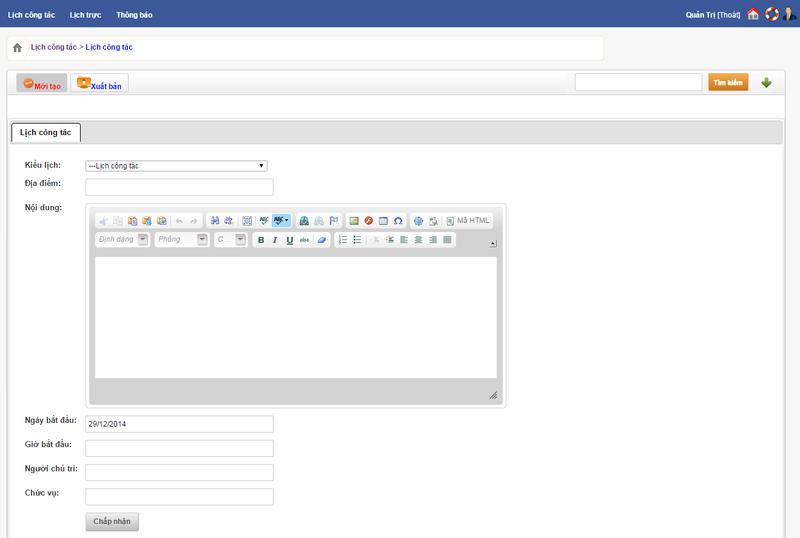 Lịch công tác Lịch trực Thông báo Quản Trị [Thoát]
Lịch công tác > Lịch công tác
Mới tạo Xuất bản Tìm kiếm
Lịch công tác
Kiểu lịch: ---Lịch công tác
Địa điểm:
Nội dung:
Mã HTML
Định dạng Phông C...
B I U abc
Ngày bắt đầu: 29/12/2014
Giờ bắt đầu:
Người chủ trì:
Chức vụ:
Chấp nhận